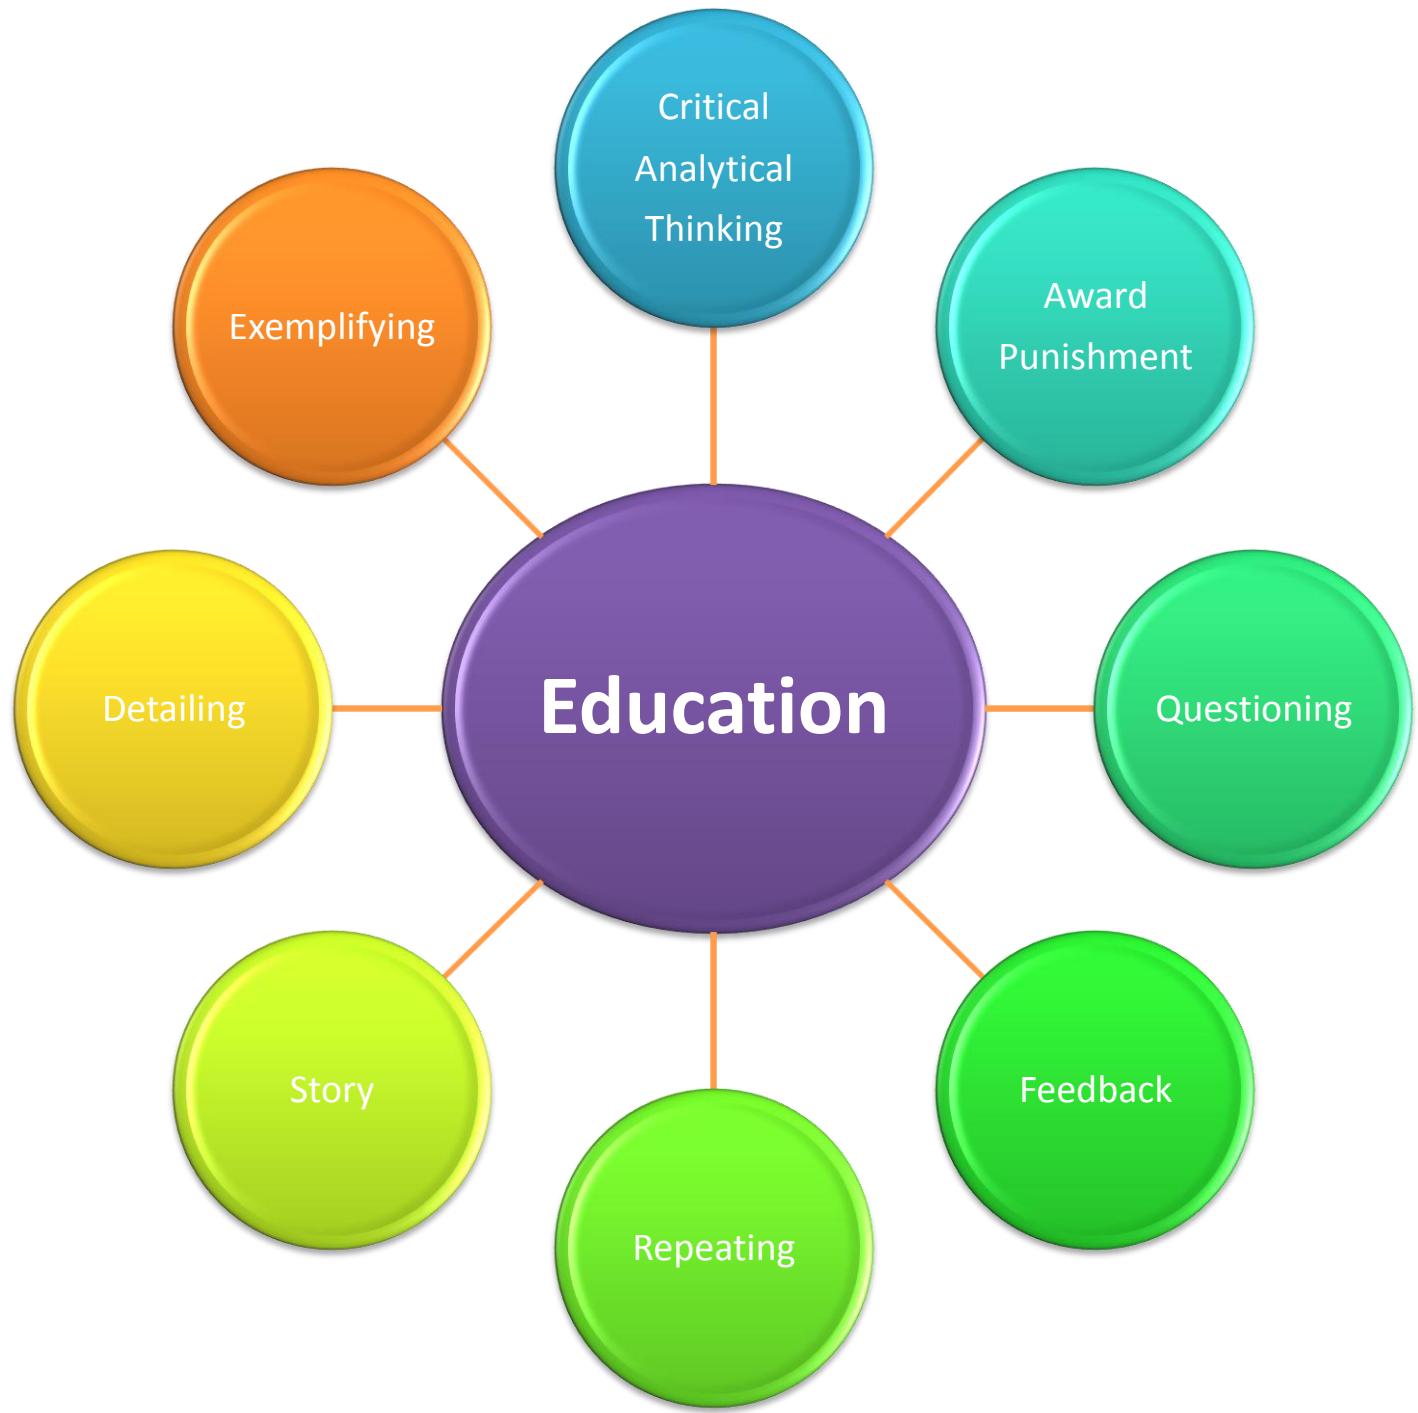 Critical
Analytical
Thinking
Award
Punishment
Questioning
Feedback
Repeating
Story
Detailing
Exemplifying
Education